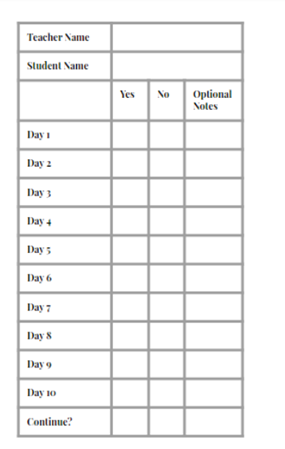 Teacher Name
Student Name
Yes No Optional
Notes
Day 1
Day 2
Day 3
Day 4
Day 5
Day 6
Day 7
Day 8
Day 9
Day 10
Continue?